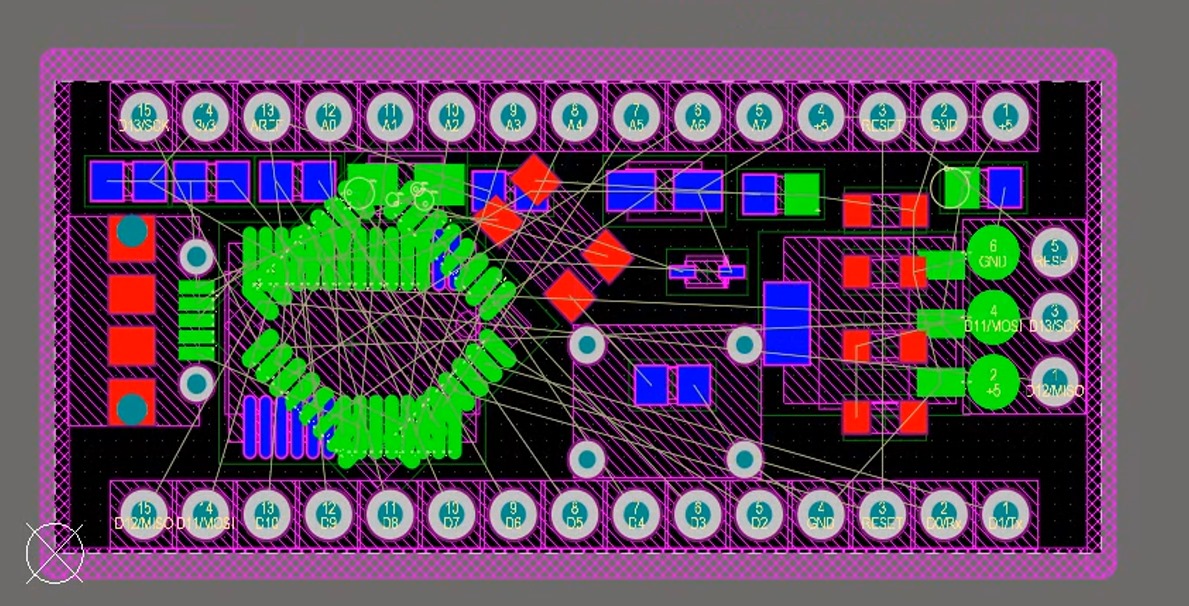 15 14 13 12 11 10 9 8 7 6 5 4 3 2 1
D13/SCK 3v3 AREF A0 A1 A2 A3 A4 A5 A6 A7 +5 RESET GND +5
6 5
GND RESET
4 3
D11/MOSI D13/SCK
2 1
+5 D12/MISO
15 14 13 12 11 10 9 8 7 6 5 4 3 2 1
D12/MISO D11/MOSI D10 D9 D8 D7 D6 D5 D4 D3 D2 GND RESET D0/Rx D1/Tx